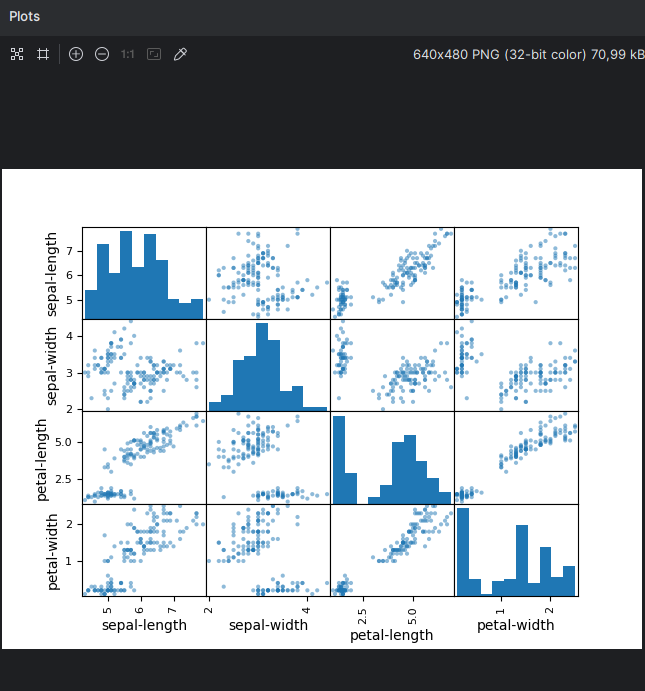 Plots
1:1
640x480 PNG (32-bit color) 70,99 kB
sepal-length
7
6
5
sepal-width
4
3
2
petal-length
5.0
2.5
petal-width
2
1
5 6 7 2 4 2.5 5.0 1 2
sepal-length sepal-width petal-length petal-width